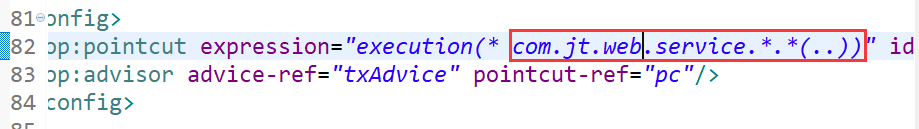 81 onfig>
82 op:pointcut expression="execution(* com.jt.web.service.*.*(..))" id
83 op:advisor advice-ref="txAdvice" pointcut-ref="pc"/>
84 config>